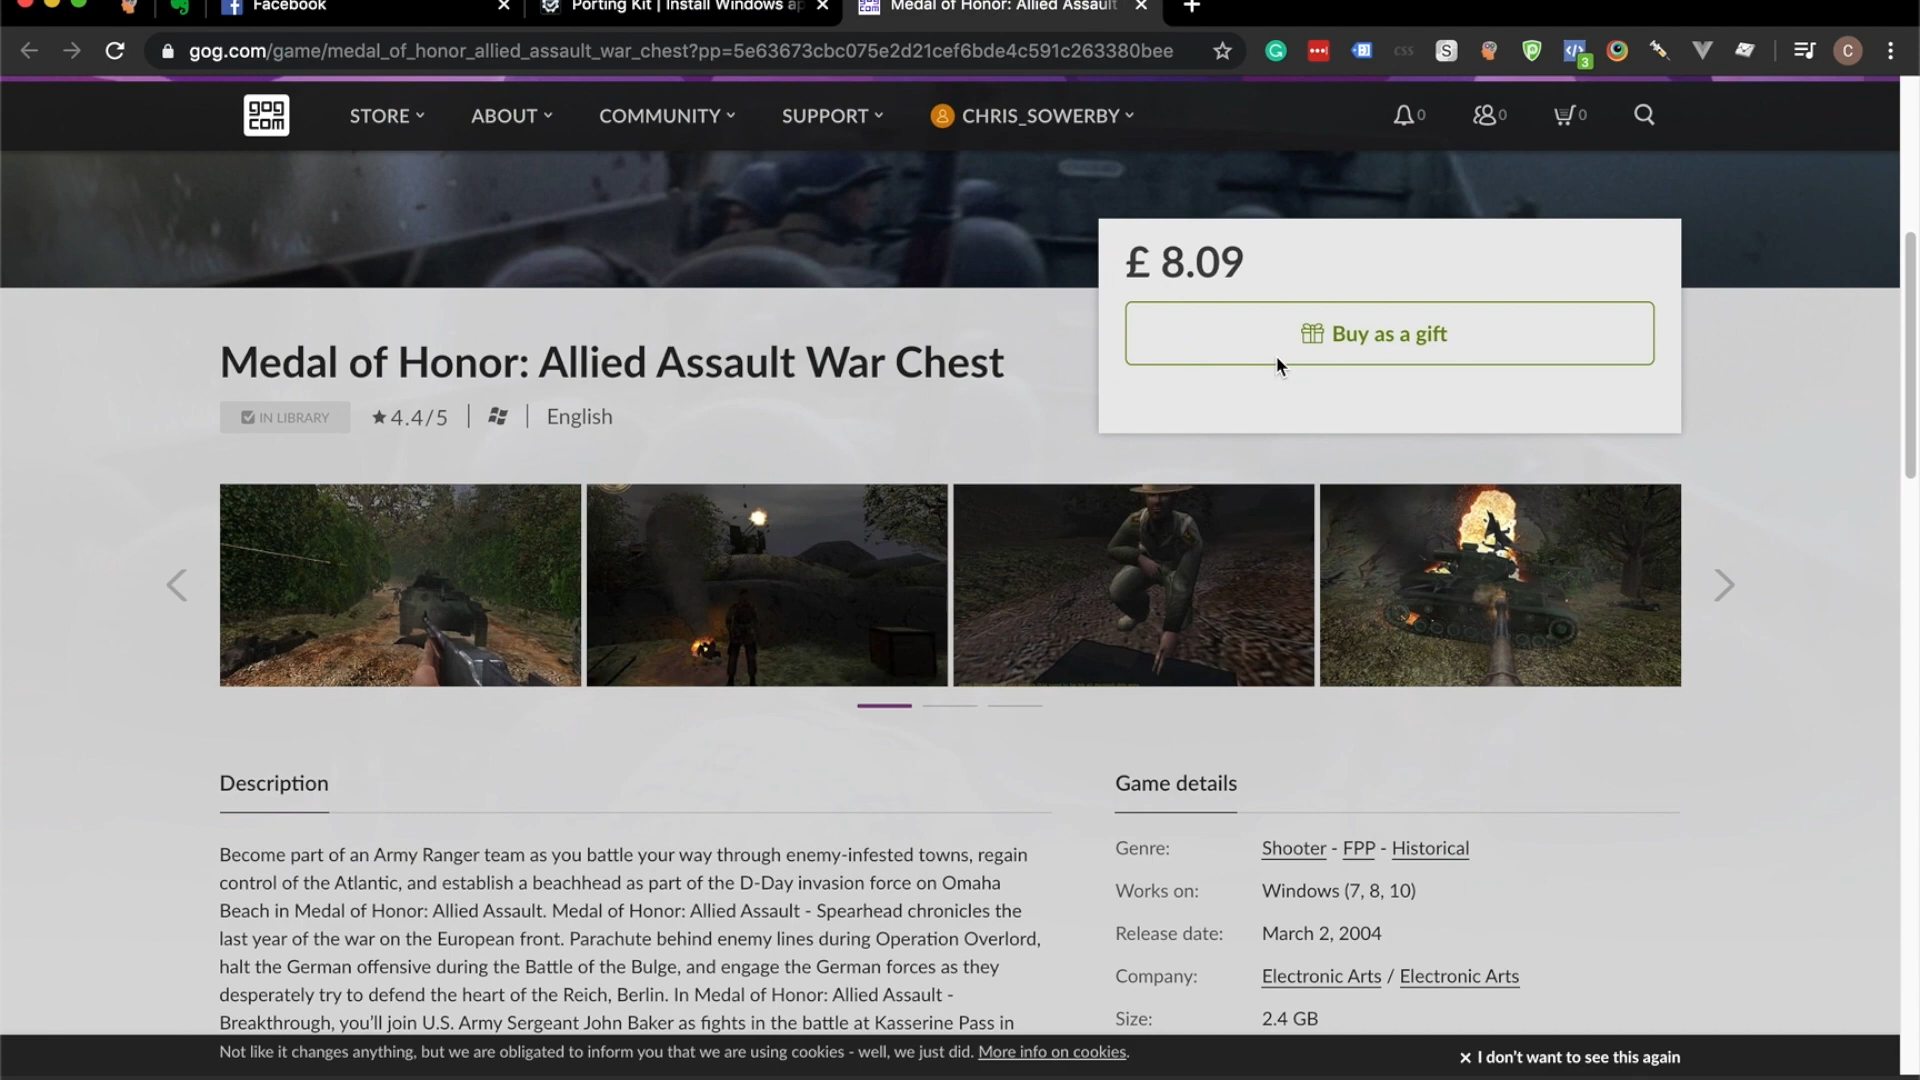 Facebook
Porting Kit | Install Windows ap
Medal of Honor: Allied Assault
gog.com/game/medal_of_honor_allied_assault_war_chest?pp=5e63673cbc075e2d21cef6bde4c591c263380bee
css
S
3
C
gog
com
STORE
ABOUT
COMMUNITY
SUPPORT
CHRIS_SOWERBY
0
0
0
£ 8.09
Buy as a gift
Medal of Honor: Allied Assault War Chest
IN LIBRARY
4.4/5
English
Description
Become part of an Army Ranger team as you battle your way through enemy-infested towns, regain
control of the Atlantic, and establish a beachhead as part of the D-Day invasion force on Omaha
Beach in Medal of Honor: Allied Assault. Medal of Honor: Allied Assault - Spearhead chronicles the
last year of the war on the European front. Parachute behind enemy lines during Operation Overlord,
halt the German offensive during the Battle of the Bulge, and engage the German forces as they
desperately try to defend the heart of the Reich, Berlin. In Medal of Honor: Allied Assault -
Breakthrough, you'll join U.S. Army Sergeant John Baker as fights in the battle at Kasserine Pass in
Game details
Genre: Shooter - FPP - Historical
Works on: Windows (7, 8, 10)
Release date: March 2, 2004
Company: Electronic Arts / Electronic Arts
Size: 2.4 GB
Not like it changes anything, but we are obligated to inform you that we are using cookies - well, we just did. More info on cookies.
I don't want to see this again